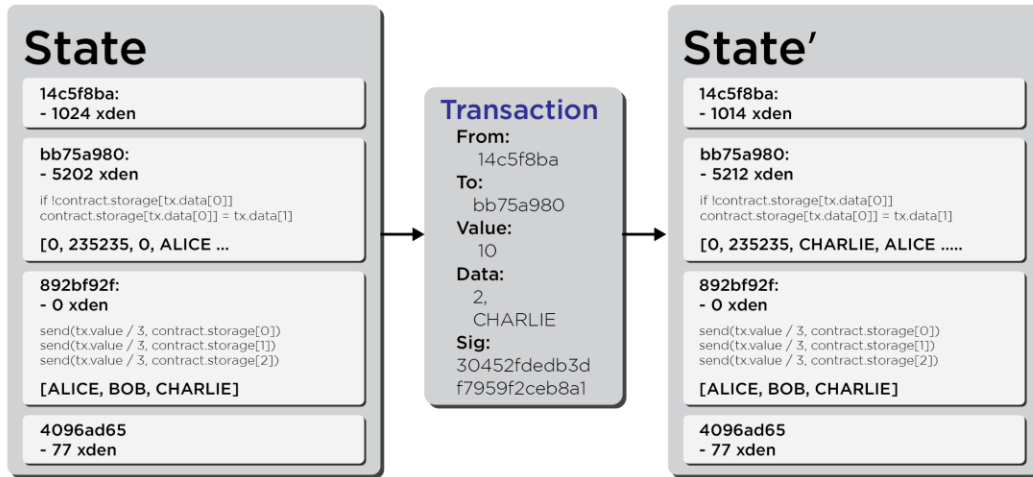 State
14c5f8ba:
- 1024 xden
bb75a980:
- 5202 xden
if !contract.storage[tx.data[0]]
contract.storage[tx.data[0]] = tx.data[1]
[0, 235235, 0, ALICE ...
892bf92f:
- 0 xden
send(tx.value / 3, contract.storage[0])
send(tx.value / 3, contract.storage[1])
send(tx.value / 3, contract.storage[2])
[ALICE, BOB, CHARLIE]
4096ad65
- 77 xden
Transaction
From:
14c5f8ba
To:
bb75a980
Value:
10
Data:
2,
CHARLIE
Sig:
30452fdedb3d
f7959f2ceb8a1
State'
14c5f8ba:
- 1014 xden
bb75a980:
- 5212 xden
if !contract.storage[tx.data[0]]
contract.storage[tx.data[0]] = tx.data[1]
[0, 235235, CHARLIE, ALICE .....
892bf92f:
- 0 xden
send(tx.value / 3, contract.storage[0])
send(tx.value / 3, contract.storage[1])
send(tx.value / 3, contract.storage[2])
[ALICE, BOB, CHARLIE]
4096ad65
- 77 xden